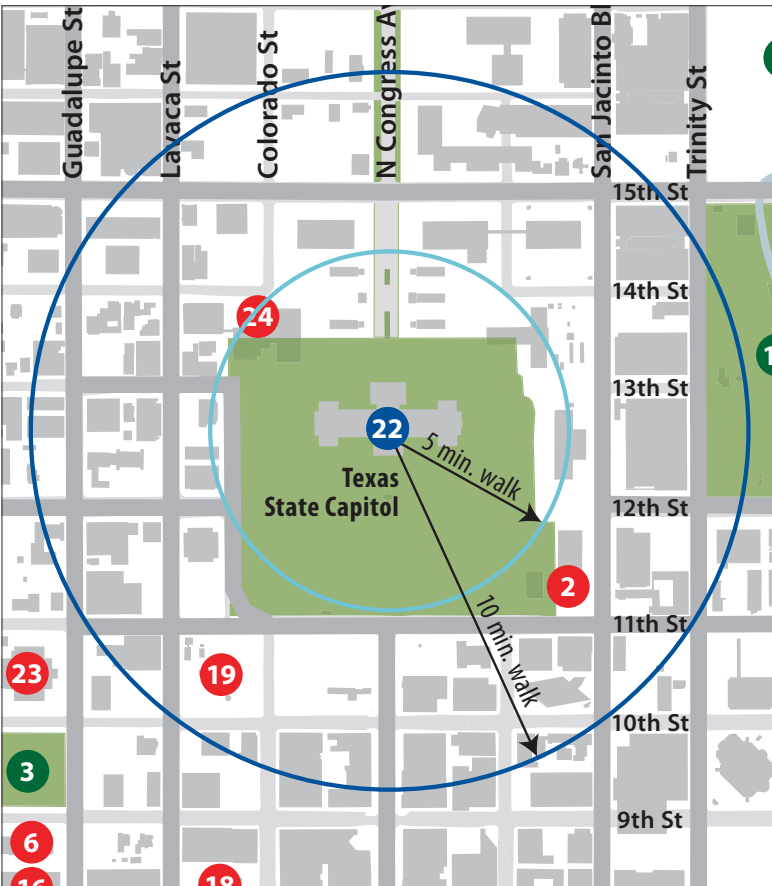 Guadalupe St
Lavaca St
Colorado St
N Congress Av
San Jacinto Bl
Trinity St
15th St
14th St
24
13th St
22
5 min. walk
Texas
State Capitol
12th St
2
10 min. walk
11th St
23
19
10th St
3
9th St
6
16
18